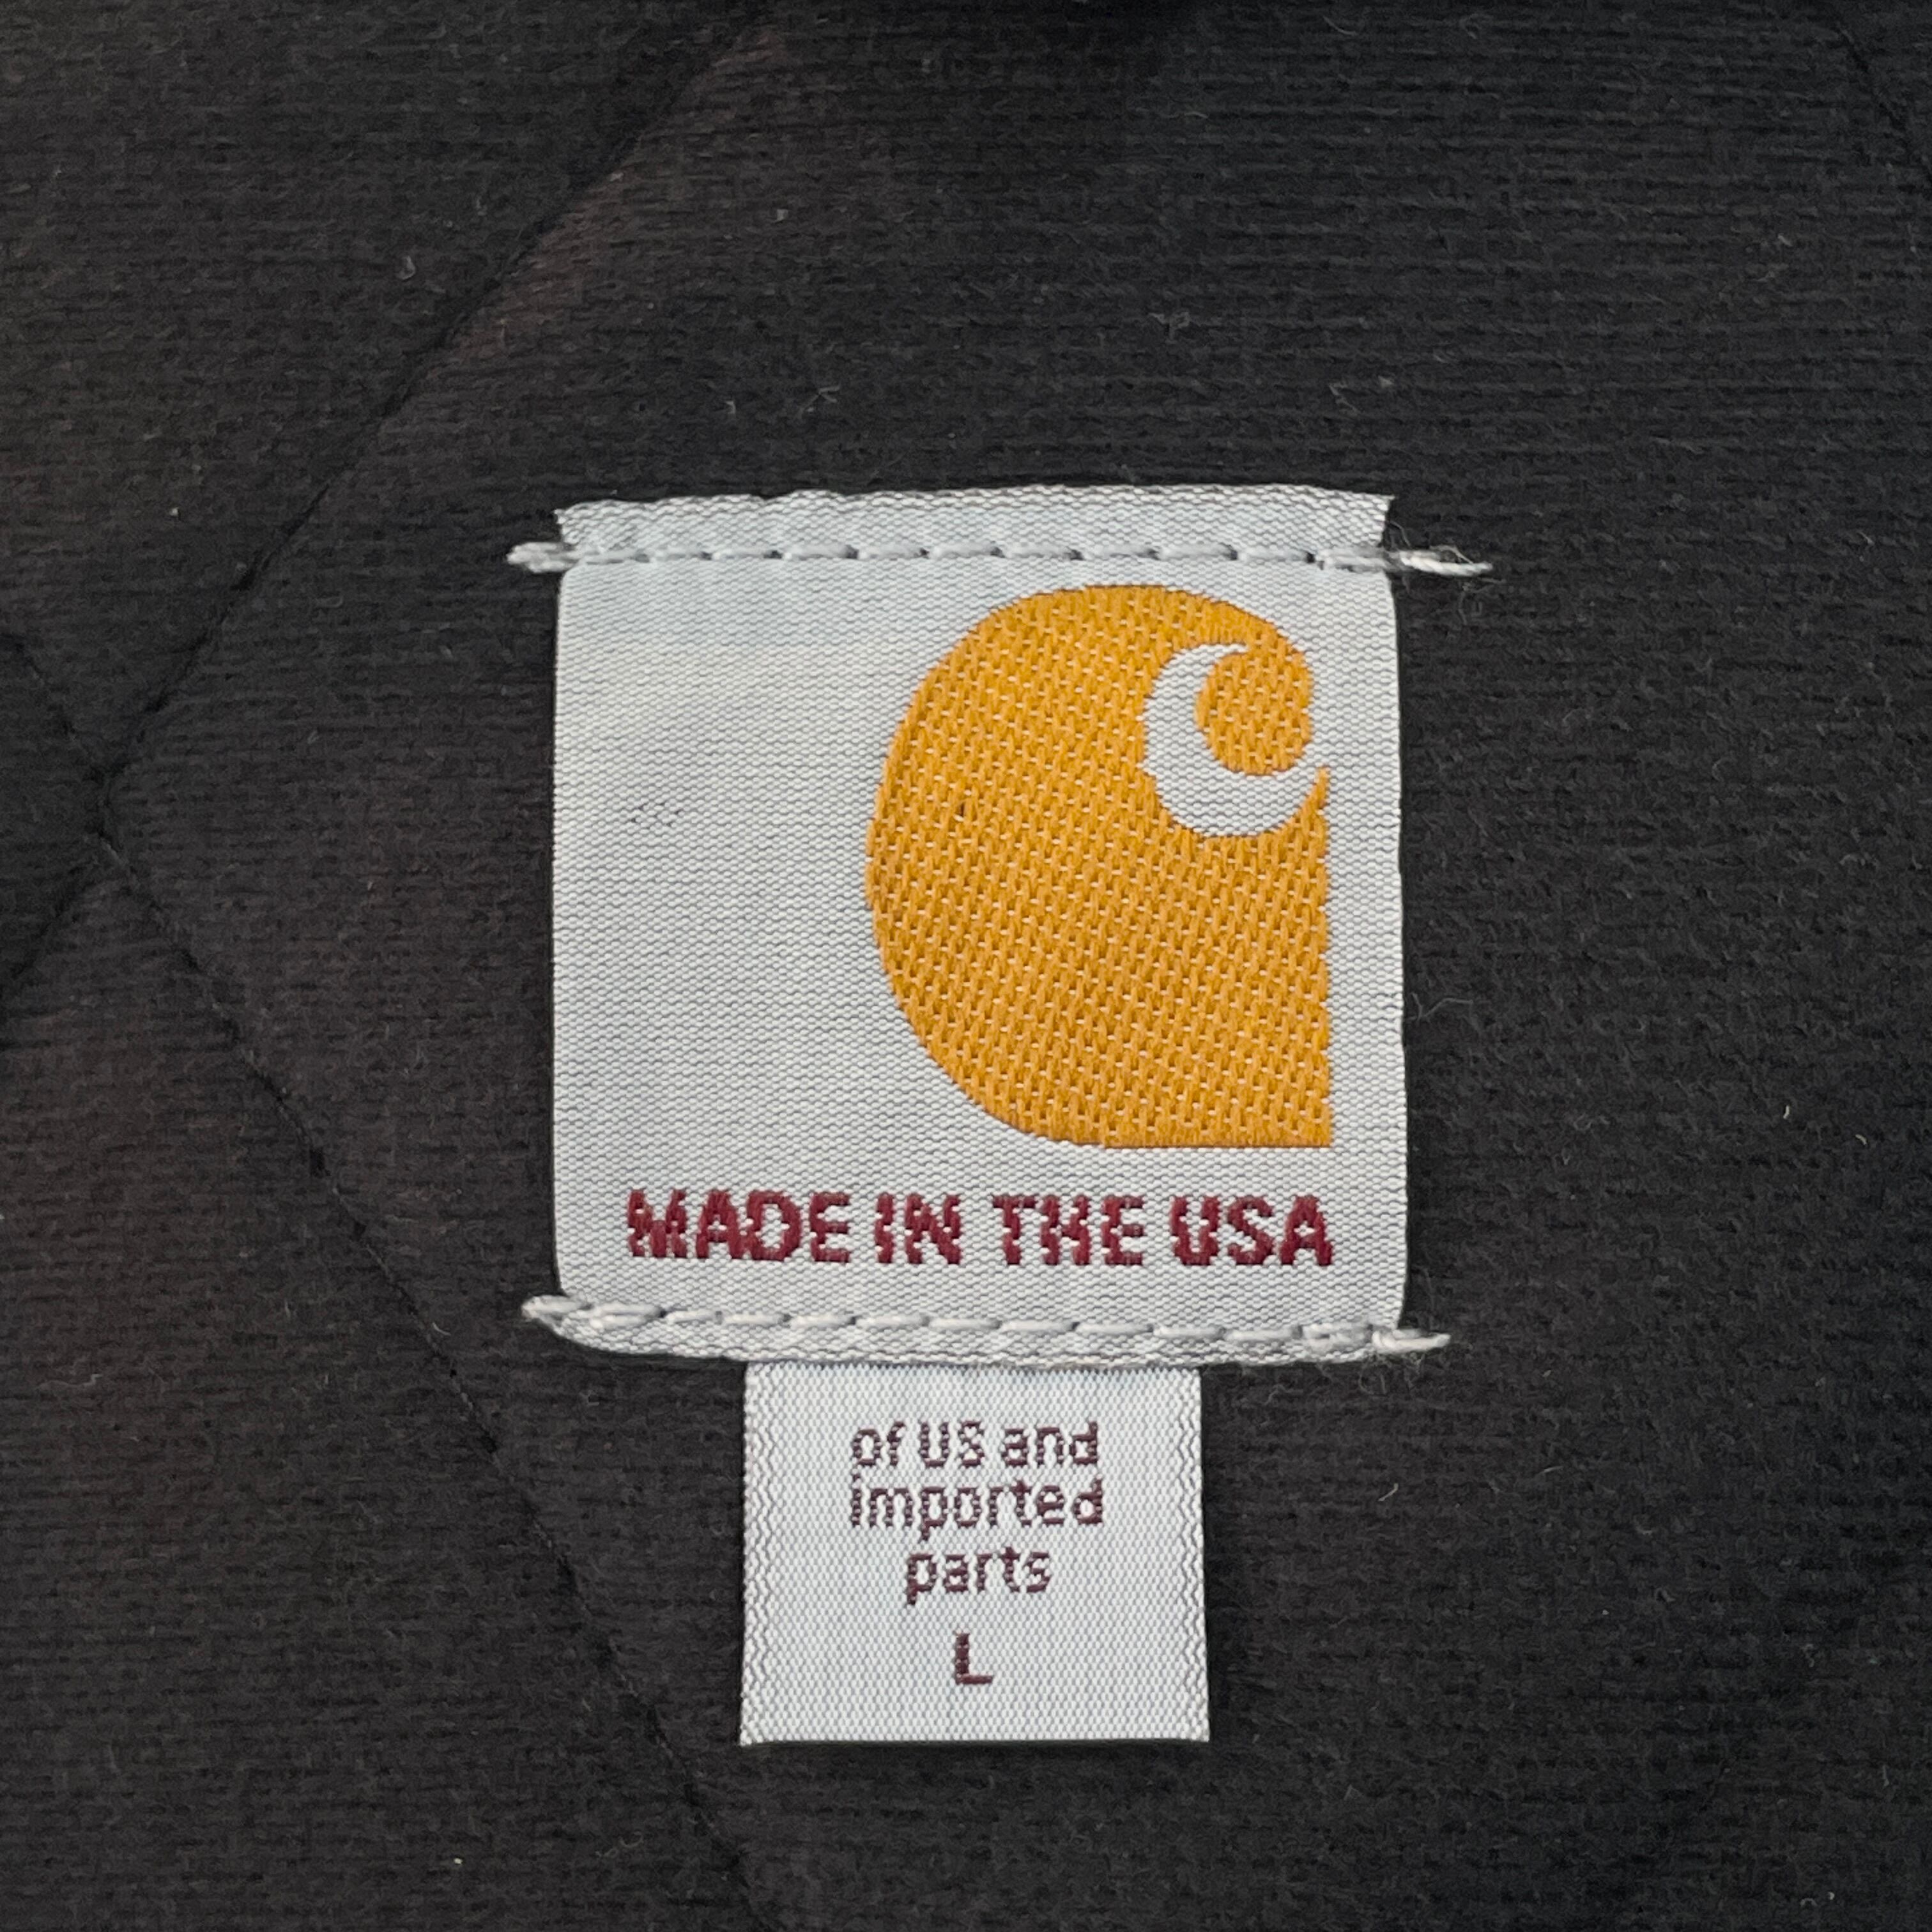 MADE IN THE USA
of US and
imported
parts
L